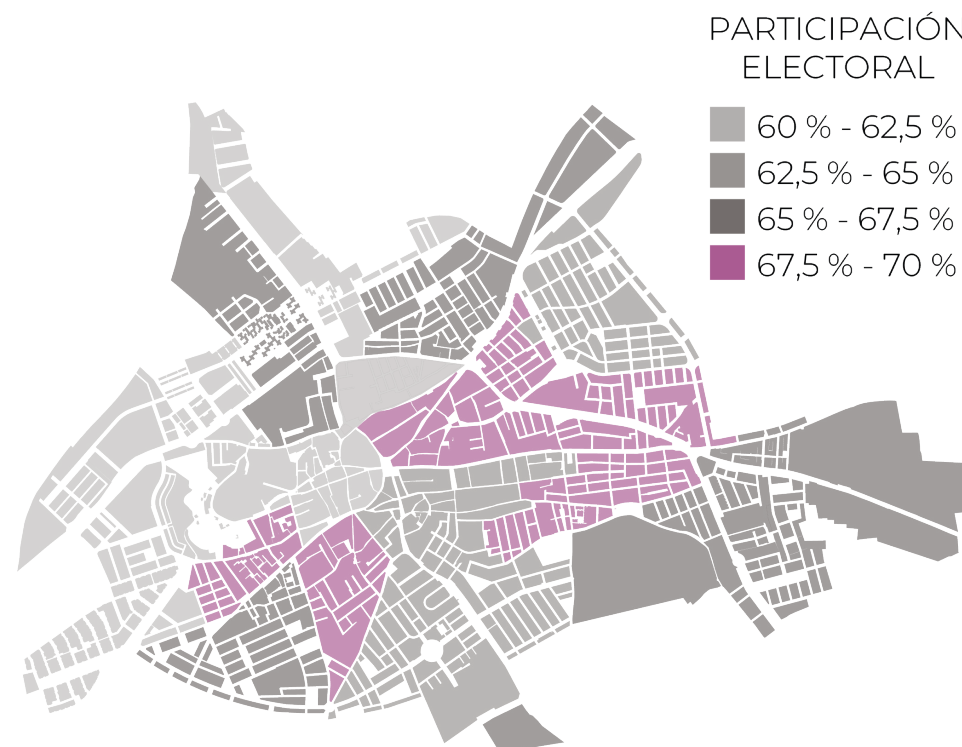 PARTICIPACIÓN
ELECTORAL
60 % - 62,5 %
62,5 % - 65 %
65 % - 67,5 %
67,5 % - 70 %